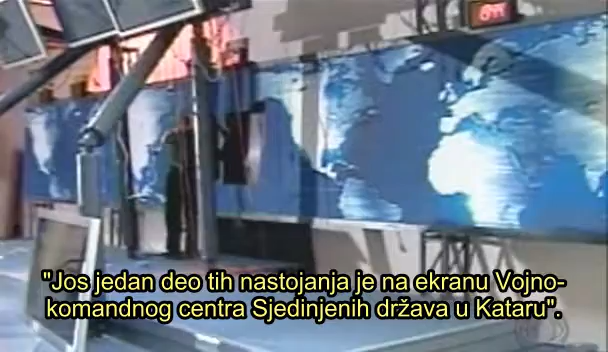 "Jos jedan deo tih nastojanja je na ekranu Vojno-
komandnog centra Sjedinjenih država u Kataru".